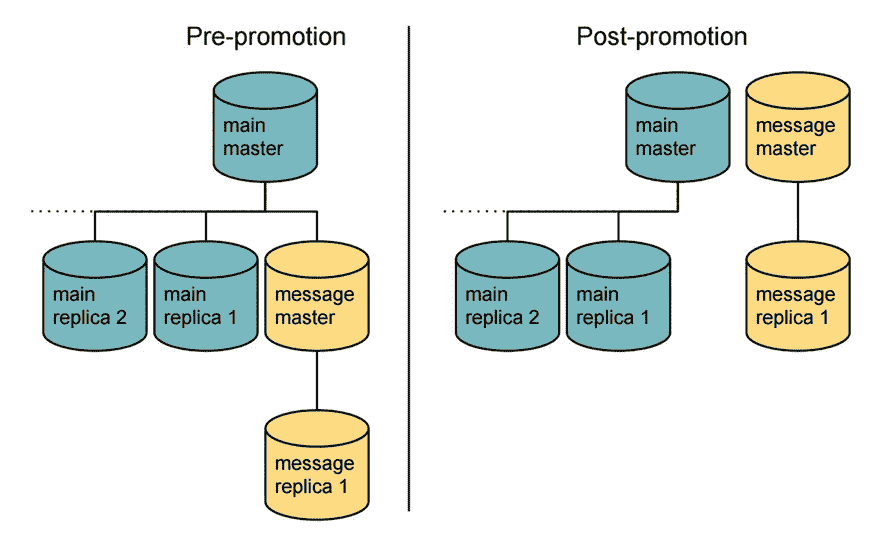 Pre-promotion
main
master
main
replica 2
main
replica 1
message
master
message
replica 1
Post-promotion
main
master
message
master
main
replica 2
main
replica 1
message
replica 1